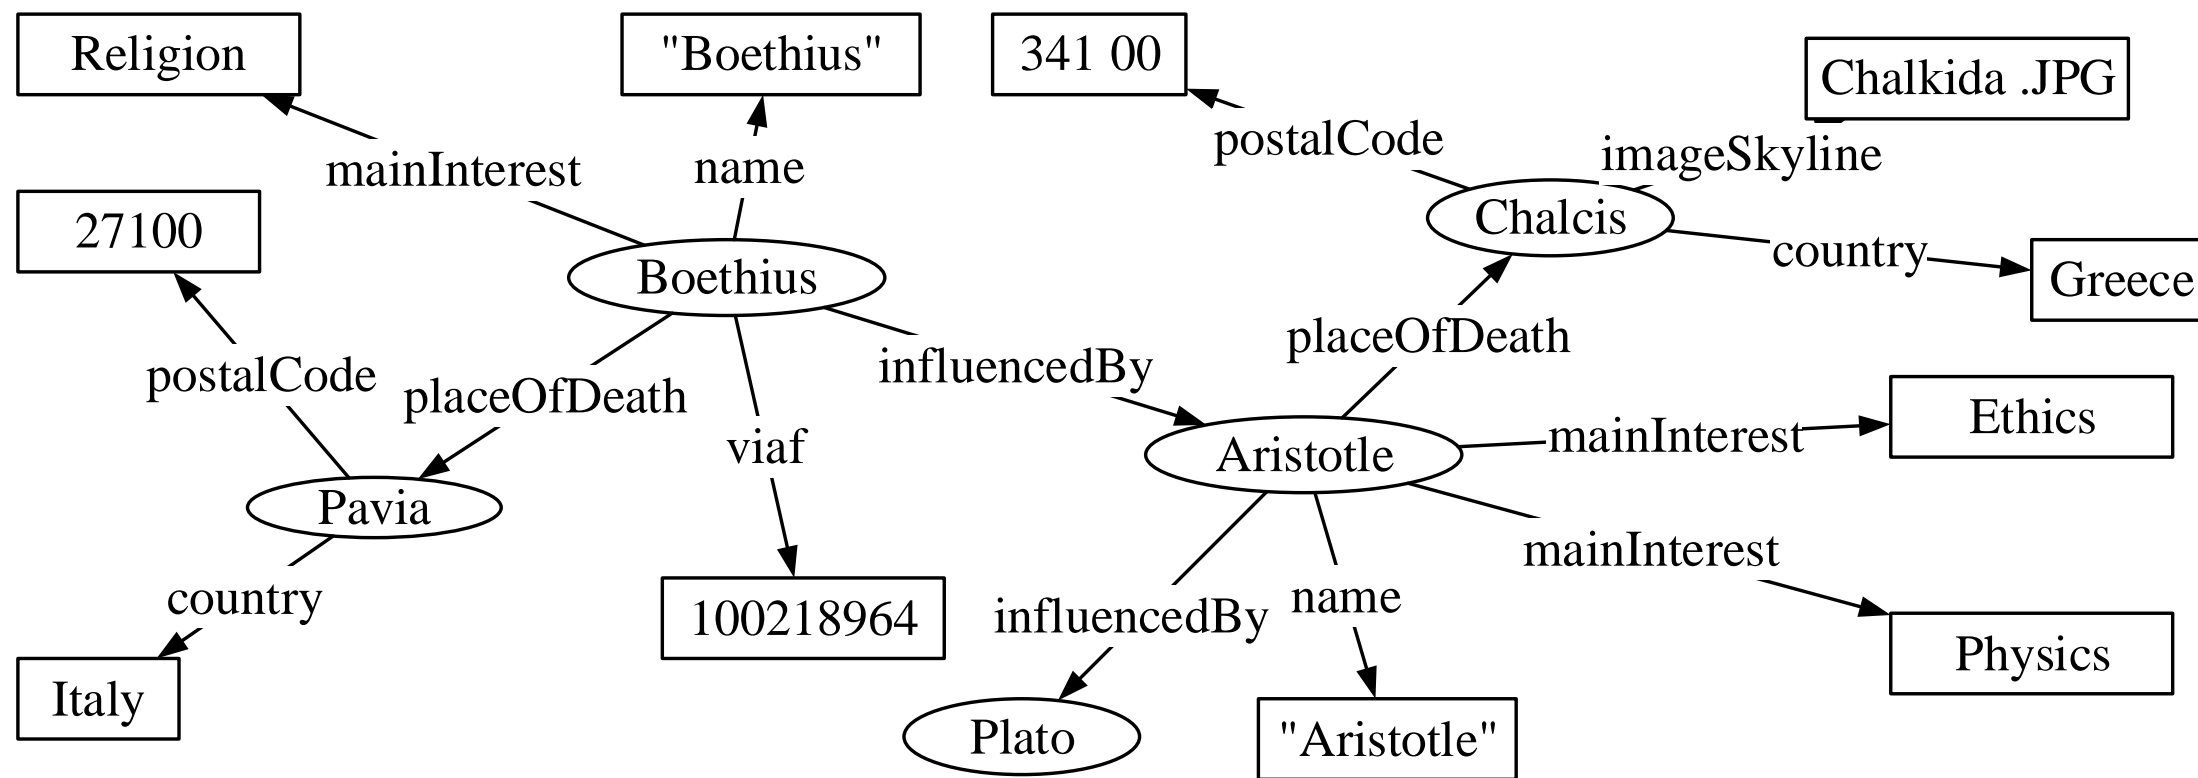 Religion
"Boethius"
341 00
Chalkida .JPG
mainInterest
name
postalCode
imageSkyline
27100
Boethius
Chalcis
country
Greece
postalCode
placeOfDeath
influencedBy
placeOfDeath
viaf
Aristotle
mainInterest
Ethics
Pavia
mainInterest
country
100218964
influencedBy
name
Physics
Italy
Plato
"Aristotle"